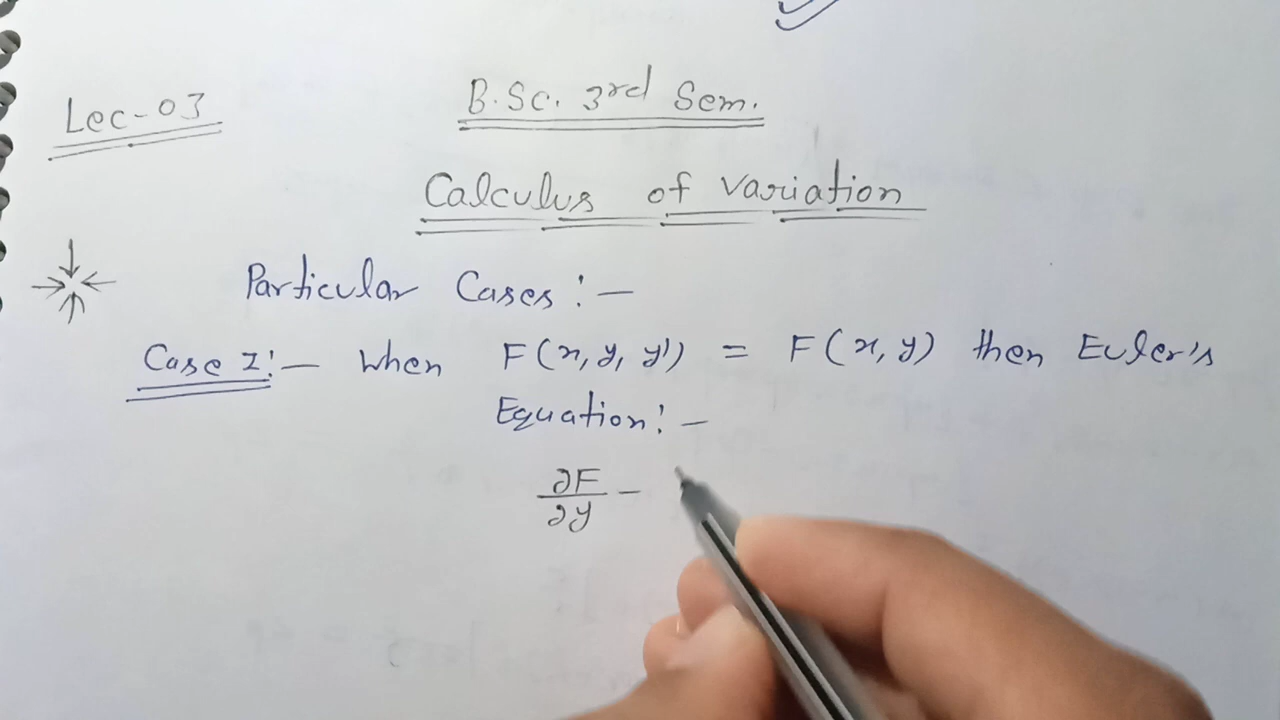 Lec-03
B.Sc. 3rd Sem.
Calculus of variation
Particular Cases:—
Case I:— When F(x, y, y') = F(x, y) then Euler's
Equation:—
∂F/∂y −